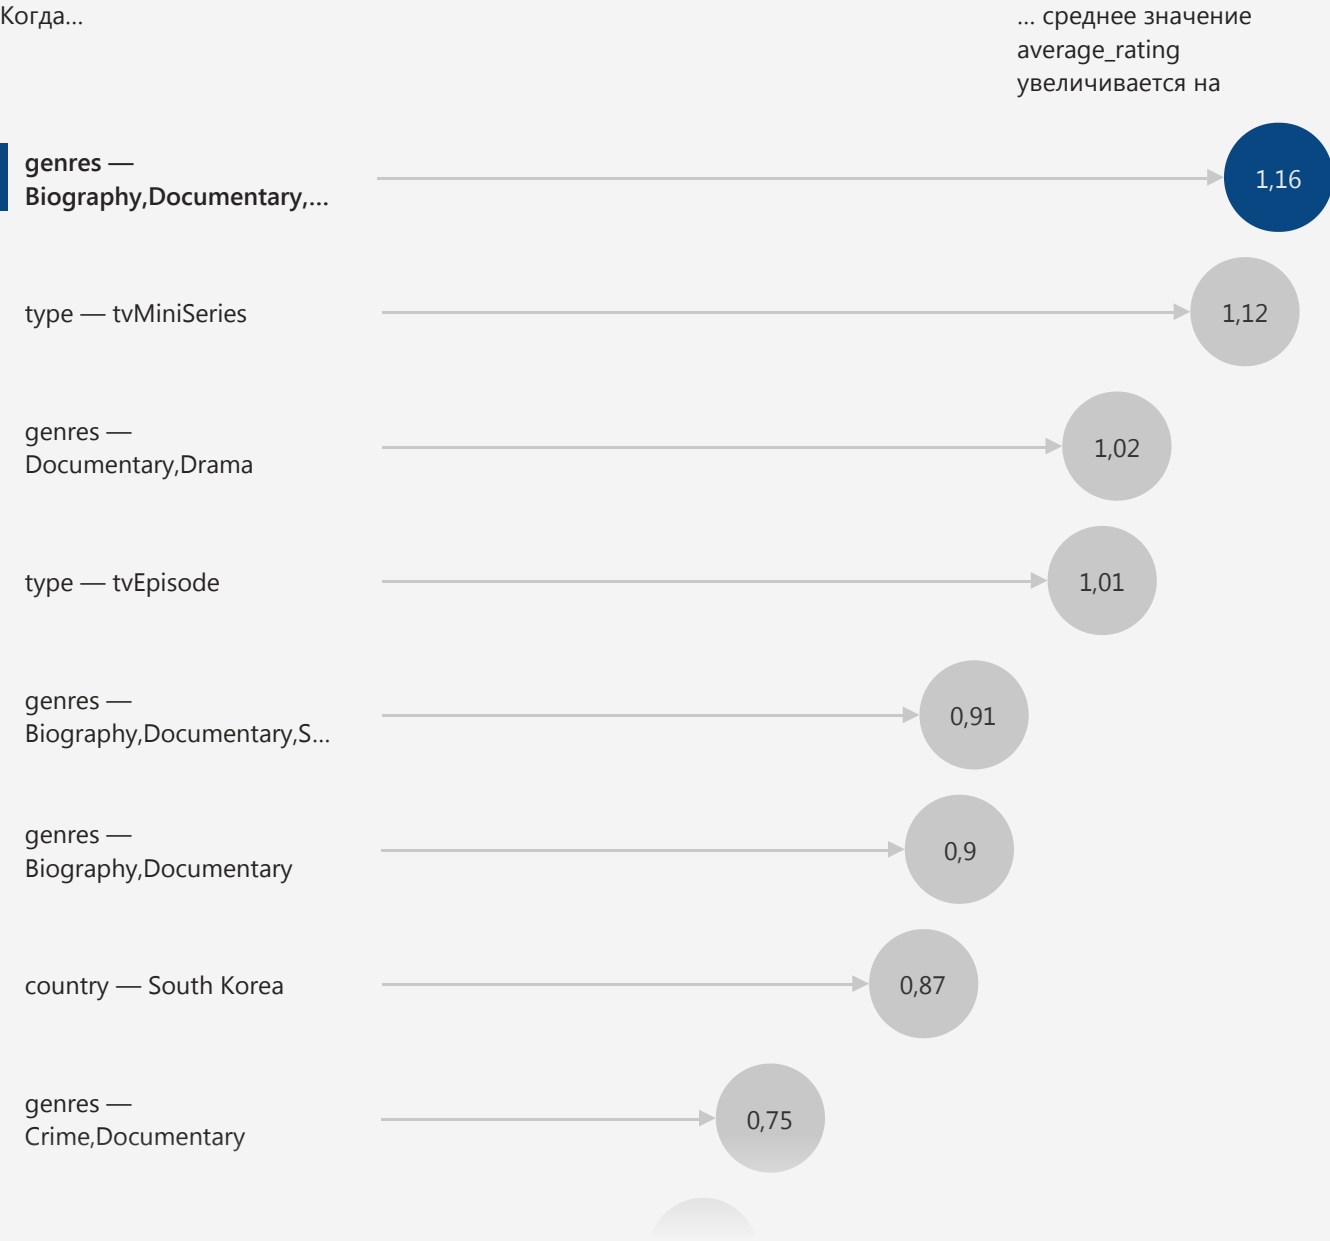 Когда...
... среднее значение
average_rating
увеличивается на
genres —
Biography,Documentary,...
1,16
type — tvMiniSeries
1,12
genres —
Documentary,Drama
1,02
type — tvEpisode
1,01
genres —
Biography,Documentary,S...
0,91
genres —
Biography,Documentary
0,9
country — South Korea
0,87
genres —
Crime,Documentary
0,75